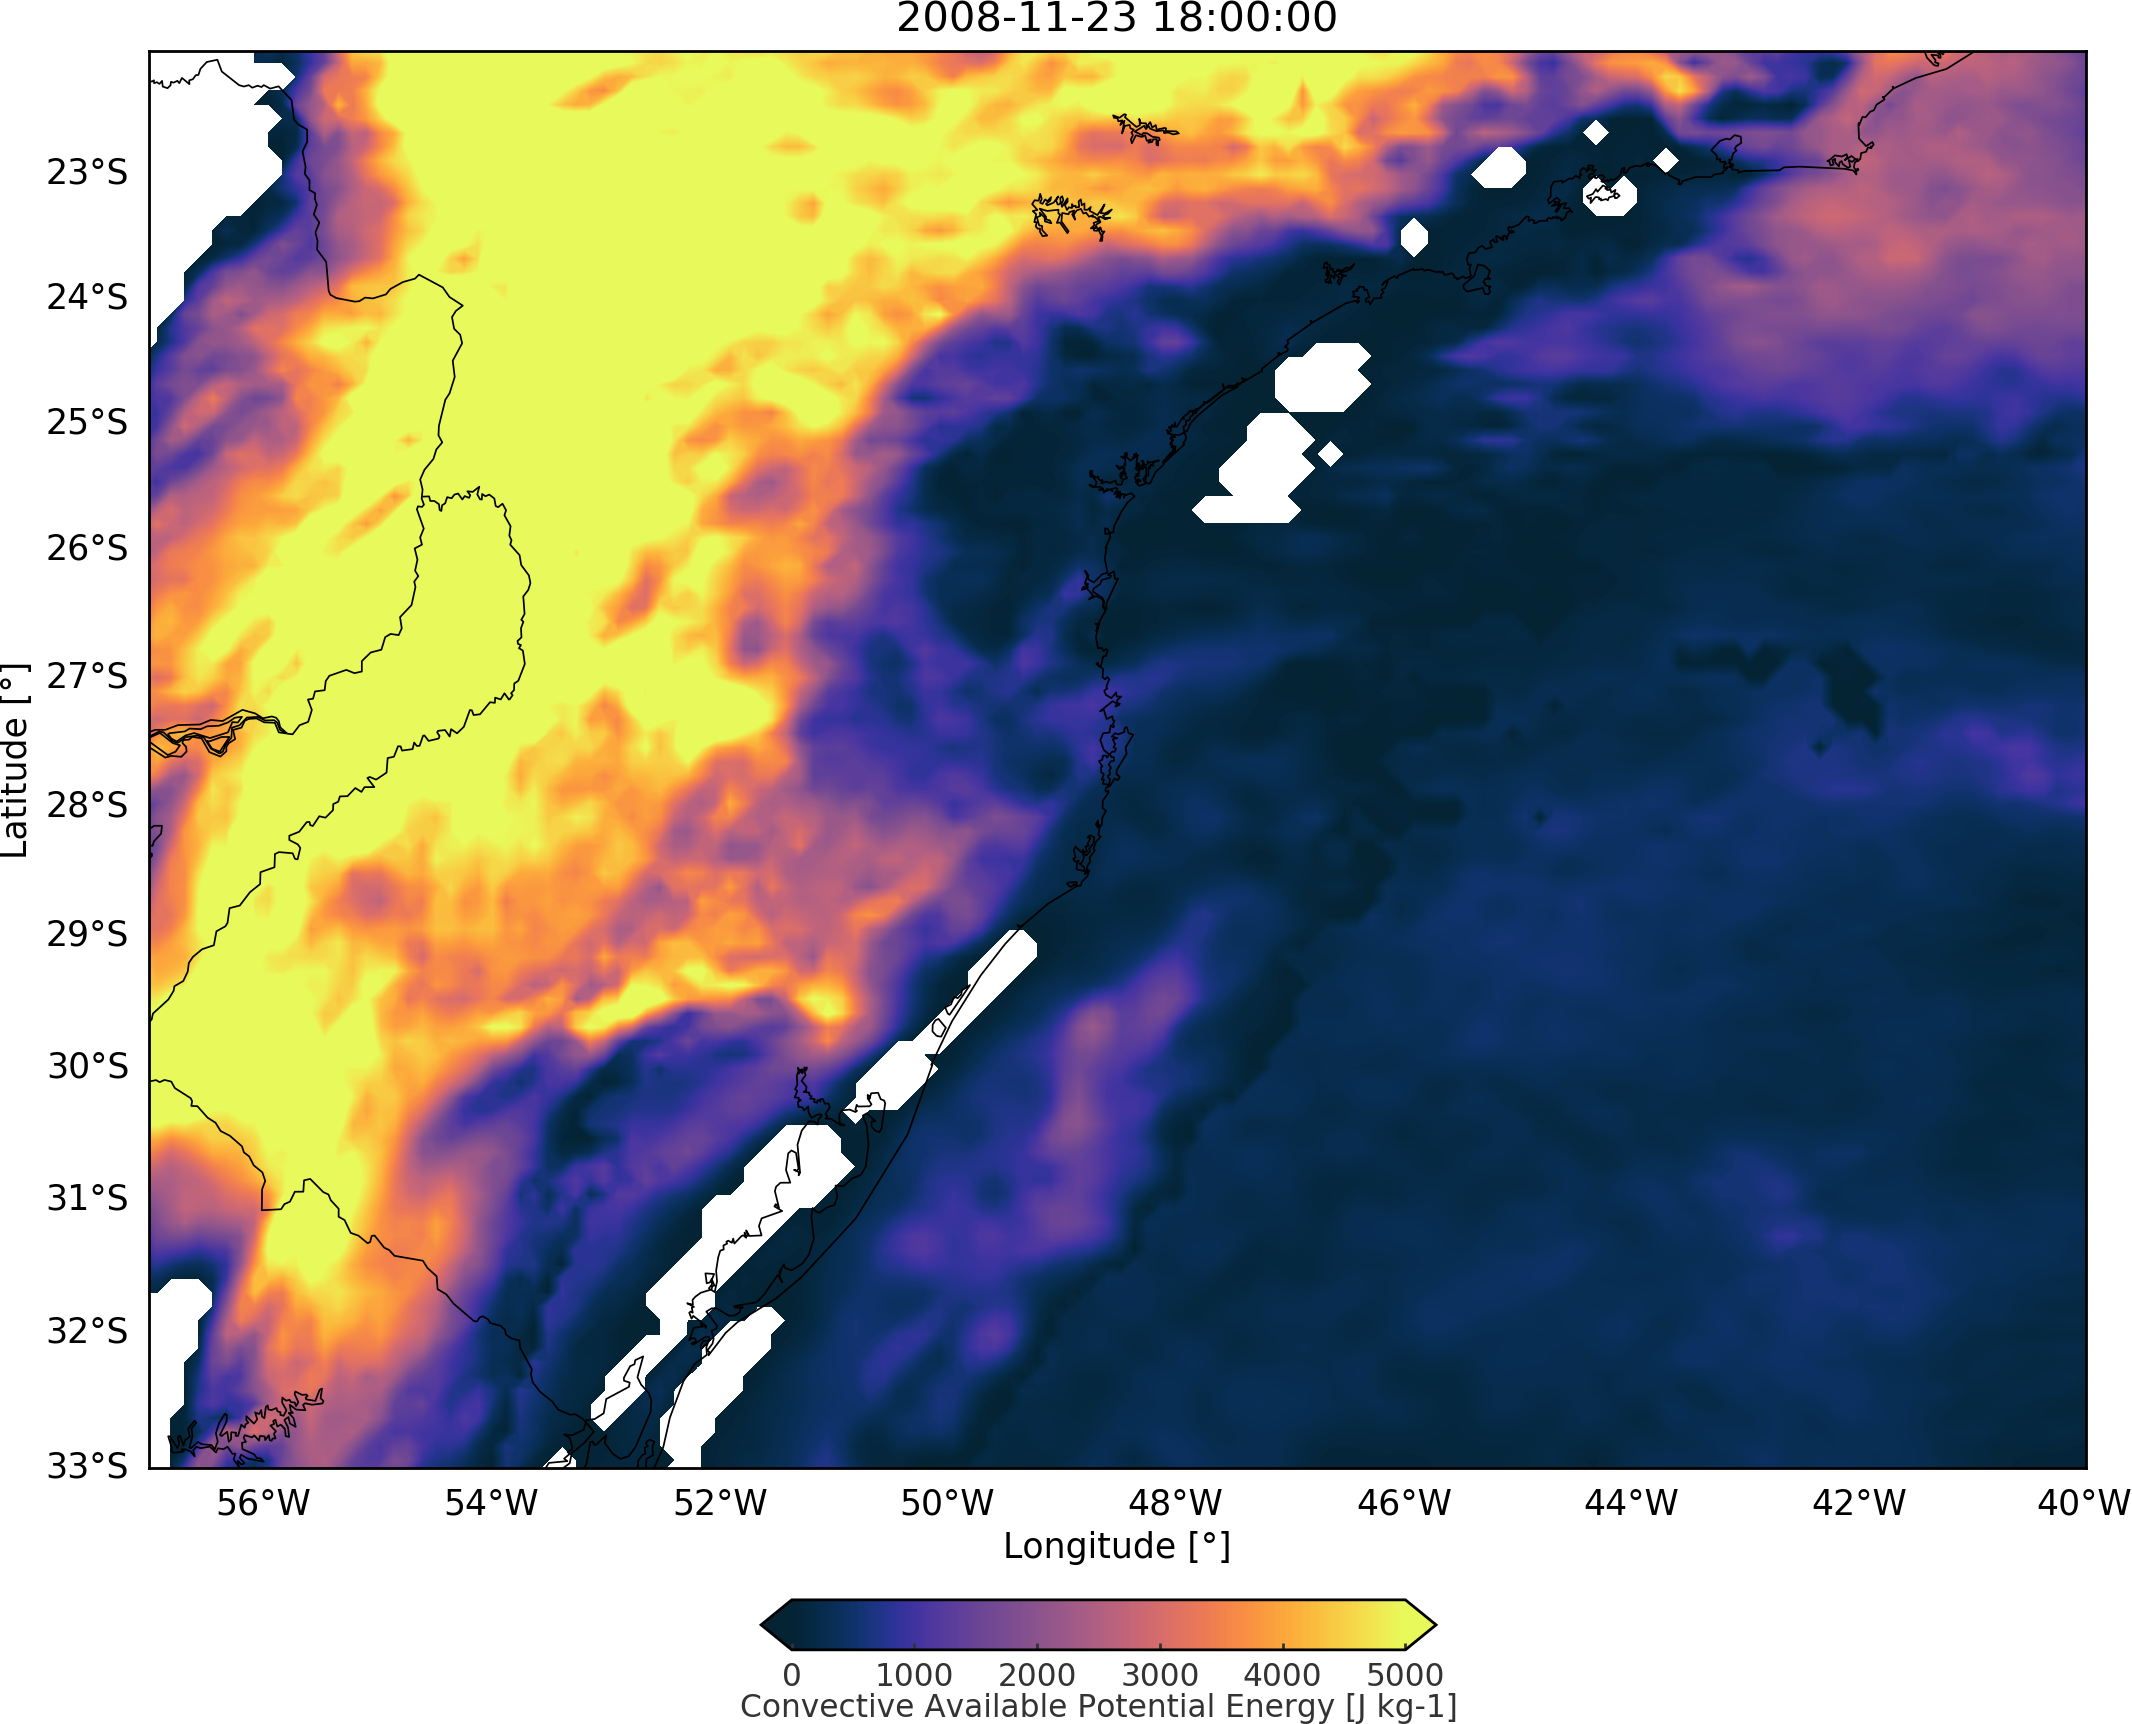 2008-11-23 18:00:00
23°S
24°S
25°S
26°S
27°S
28°S
29°S
30°S
31°S
32°S
33°S
Latitude [°]
56°W 54°W 52°W 50°W 48°W 46°W 44°W 42°W 40°W
Longitude [°]
0 1000 2000 3000 4000 5000
Convective Available Potential Energy [J kg-1]